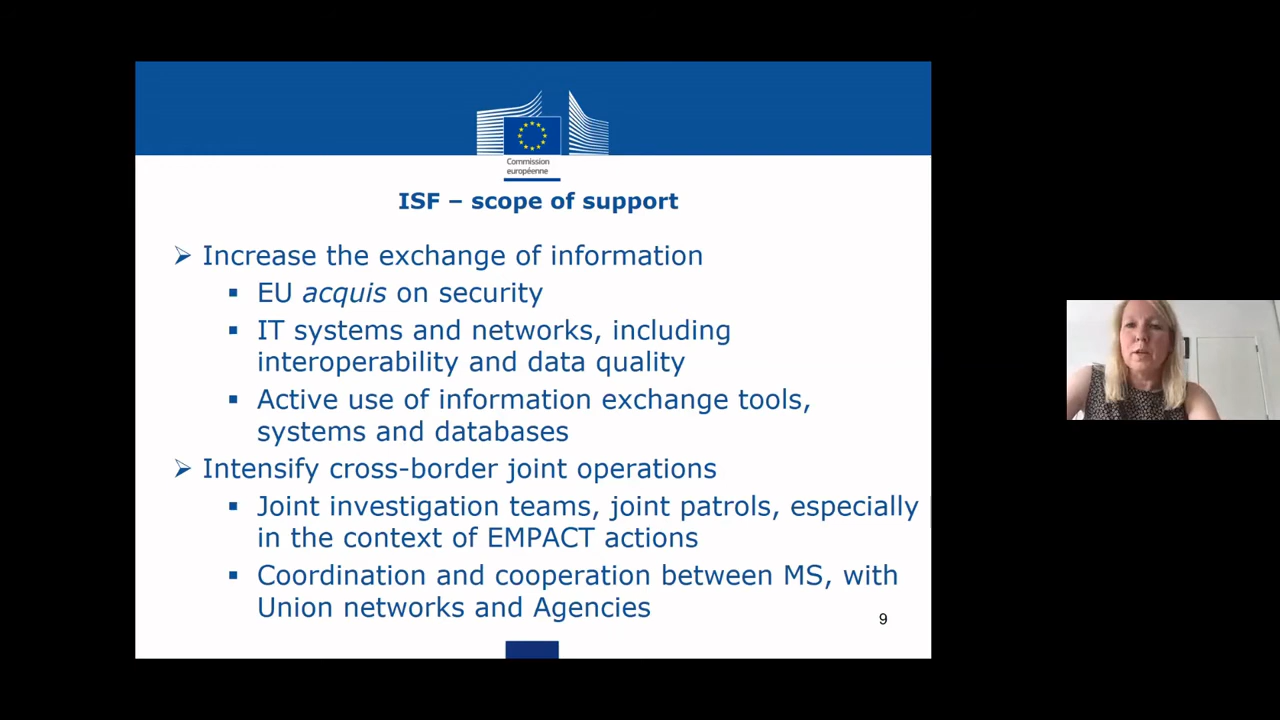 Commission
européenne
ISF – scope of support
➢ Increase the exchange of information
▪ EU acquis on security
▪ IT systems and networks, including
interoperability and data quality
▪ Active use of information exchange tools,
systems and databases
➢ Intensify cross-border joint operations
▪ Joint investigation teams, joint patrols, especially
in the context of EMPACT actions
▪ Coordination and cooperation between MS, with
Union networks and Agencies
9